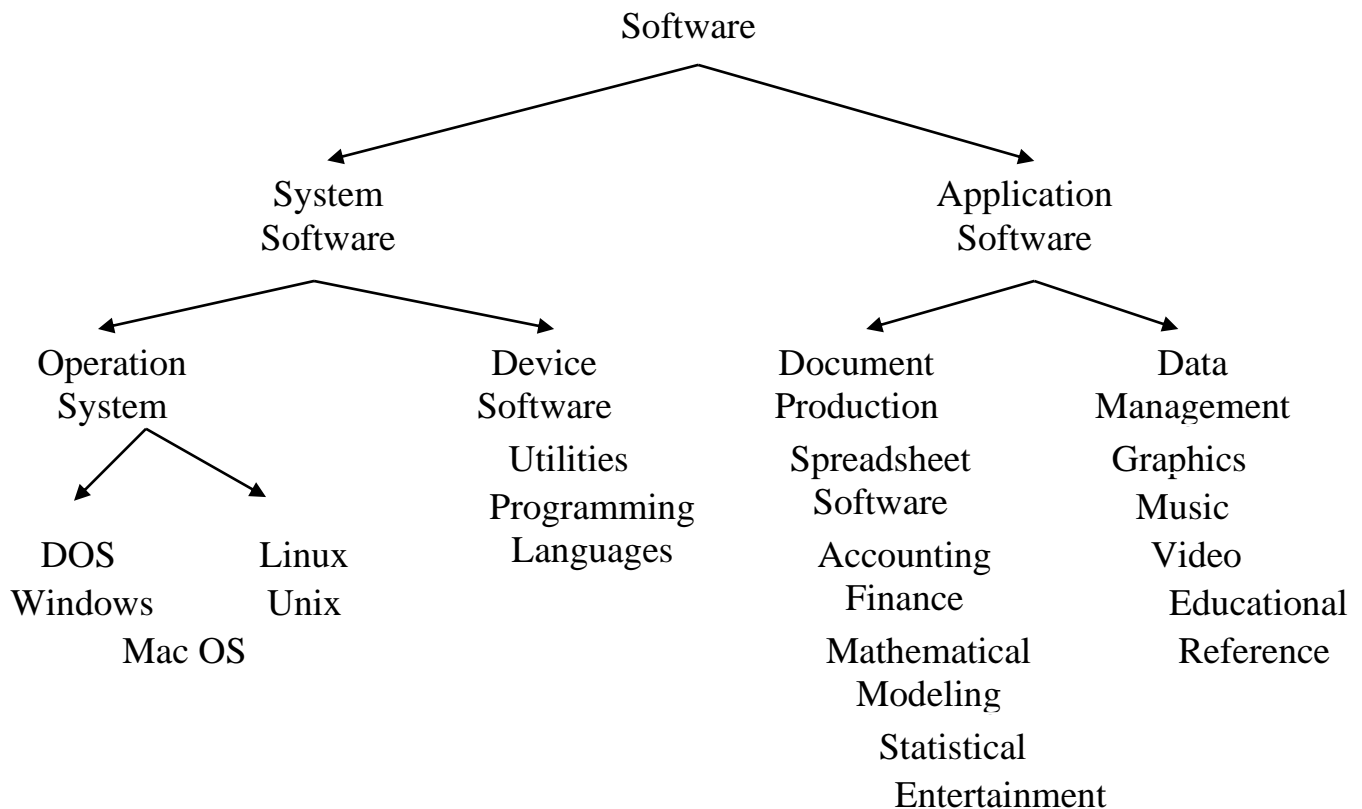 Software
System
Software
Application
Software
Operation
System
Device
Software
Utilities
Programming
Languages
Document
Production
Spreadsheet
Software
Accounting
Finance
Mathematical
Modeling
Statistical
Entertainment
Data
Management
Graphics
Music
Video
Educational
Reference
DOS
Windows
Linux
Unix
Mac OS